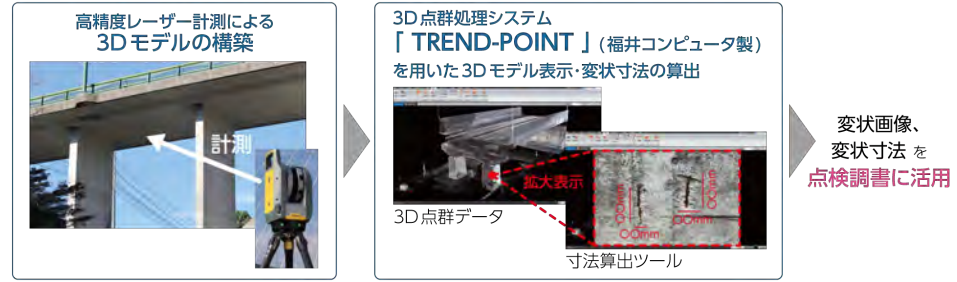 高精度レーザー計測による
3Dモデルの構築
計測
3D点群処理システム
「 TREND-POINT 」(福井コンピュータ製)
を用いた3Dモデル表示・変状寸法の算出
拡大表示
3D点群データ
〇〇mm
〇〇mm
〇〇mm
〇〇mm
寸法算出ツール
変状画像、
変状寸法 を
点検調書に活用